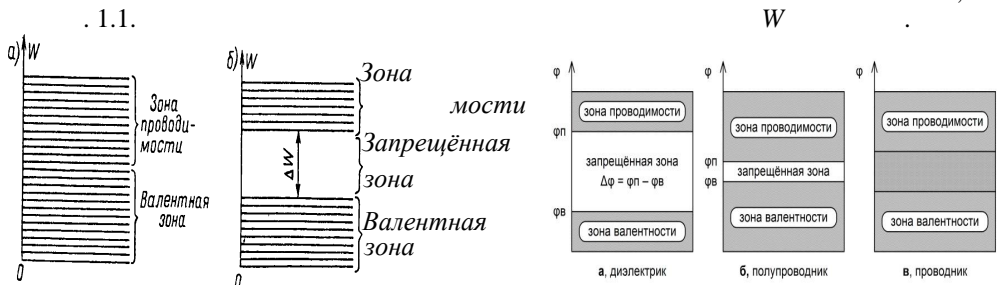 . 1.1.
W
.
а) W
Зона
проводи-
мости
Валентная
зона
0
б) W
Зона
мости
ΔW
Запрещённая
зона
Валентная
зона
0
φ
зона проводимости
φп
запрещённая зона
Δφ = φп – φв
φв
зона валентности
а, диэлектрик
φ
зона проводимости
φп
запрещённая зона
φв
зона валентности
б, полупроводник
φ
зона проводимости
зона валентности
в, проводник